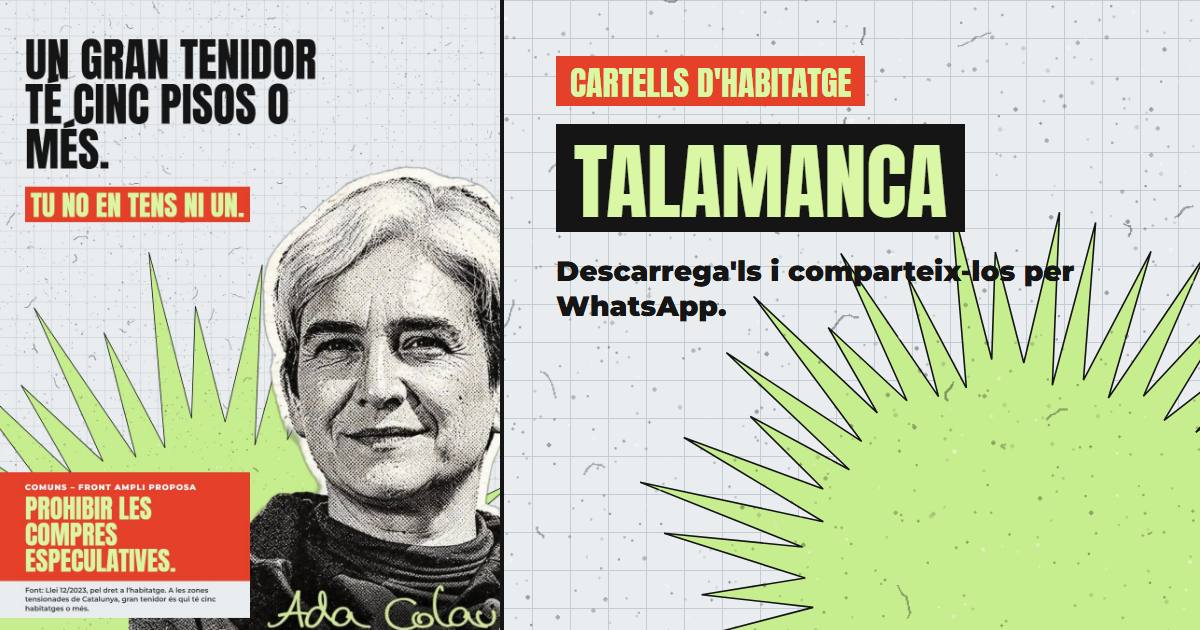 UN GRAN TENIDOR
TÉ CINC PISOS O
MÉS.
TU NO EN TENS NI UN.
COMUNS – FRONT AMPLI PROPOSA
PROHIBIR LES
COMPRES
ESPECULATIVES.
Font: Llei 12/2023, pel dret a l'habitatge. A les zones
tensionades de Catalunya, gran tenidor és qui té cinc
habitatges o més.
Ada Colau
CARTELLS D'HABITATGE
TALAMANCA
Descarrega'ls i comparteix-los per
WhatsApp.